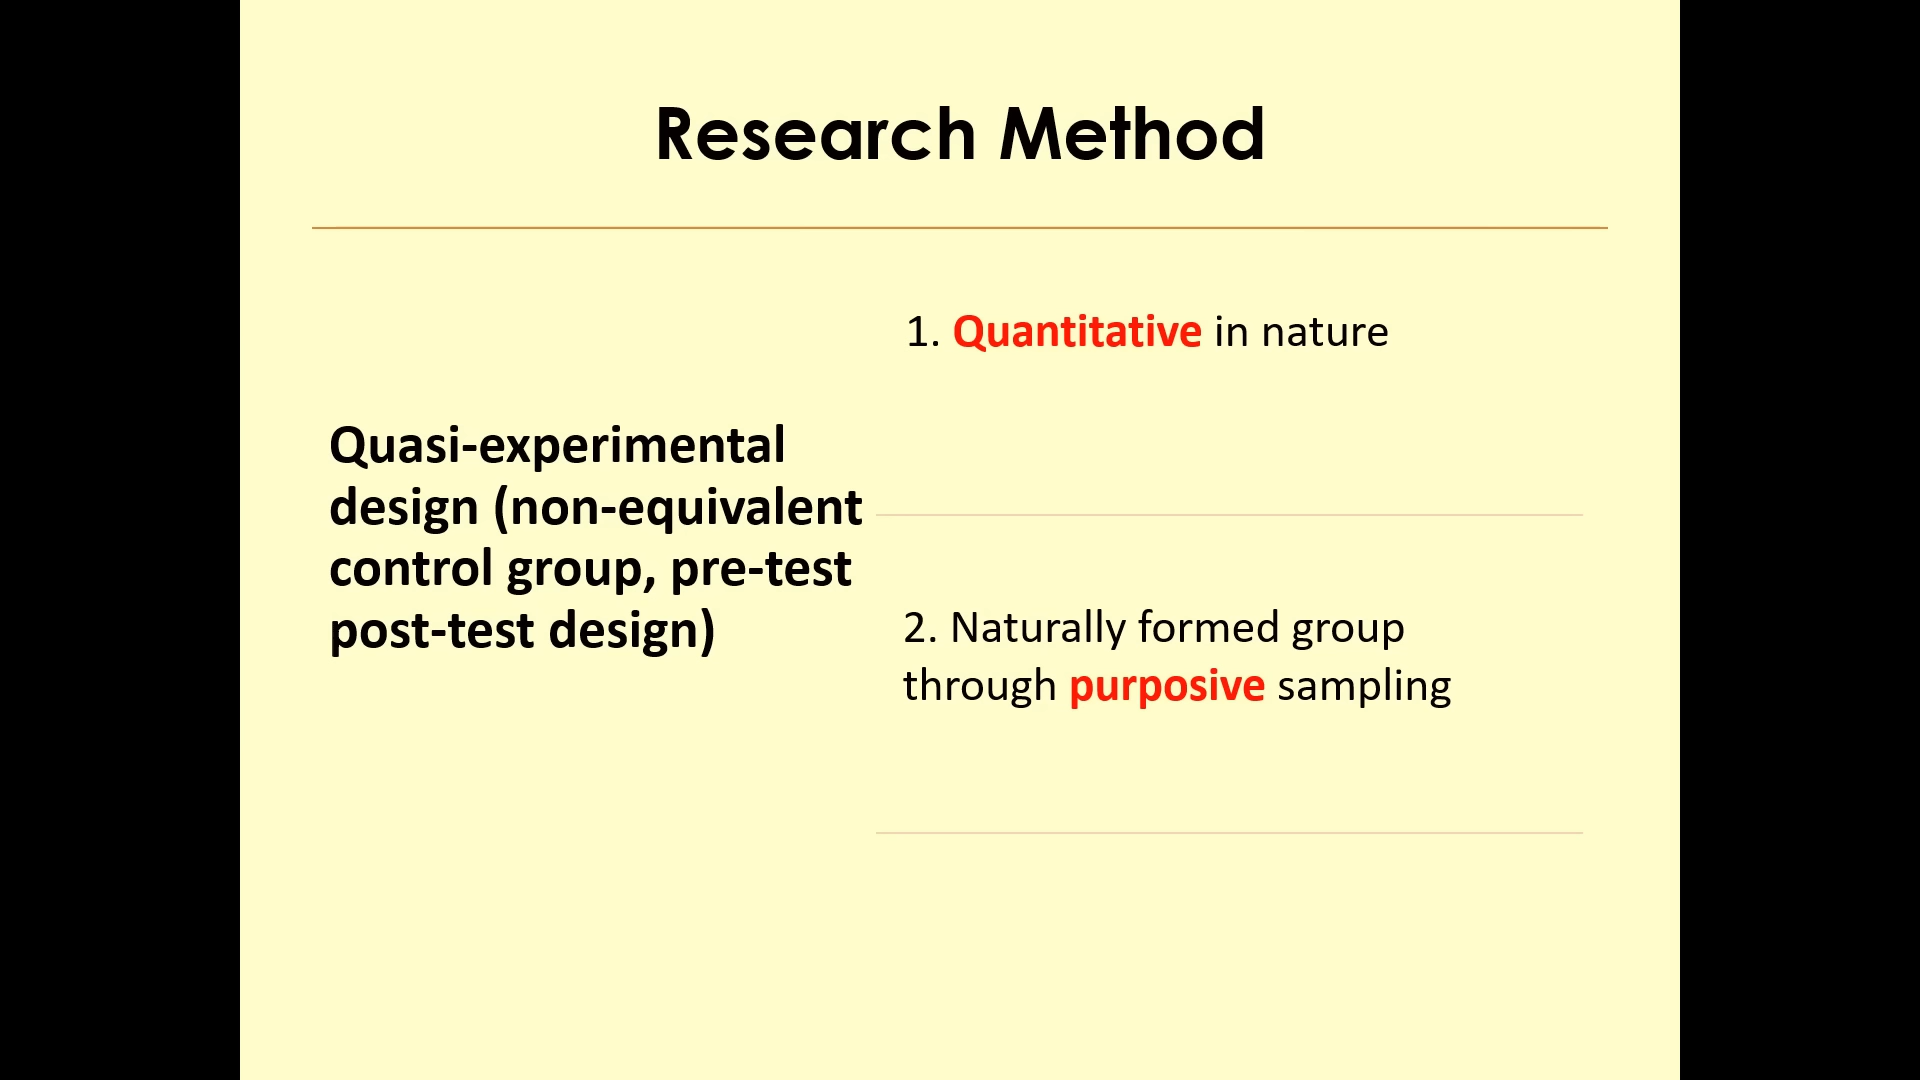 Research Method
Quasi-experimental
design (non-equivalent
control group, pre-test
post-test design)
1. Quantitative in nature
2. Naturally formed group
through purposive sampling